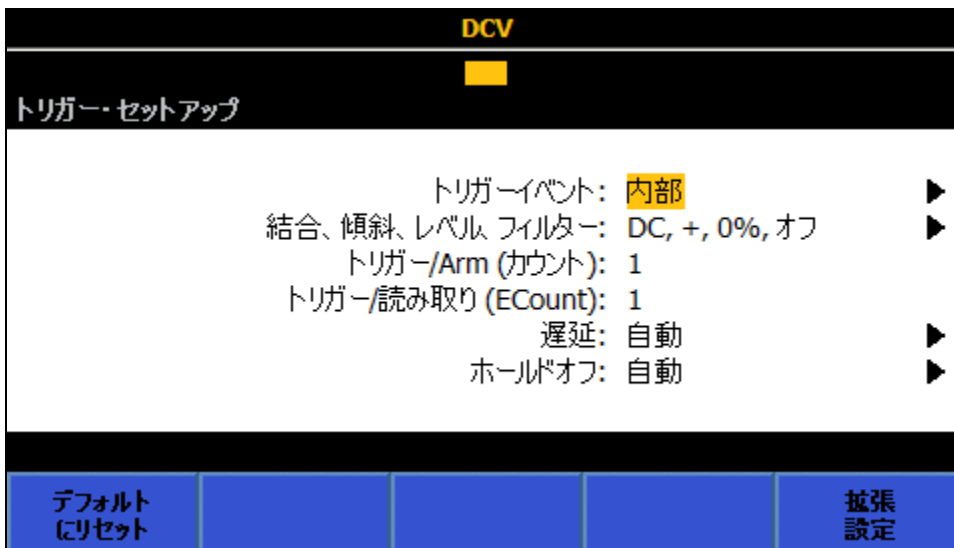 DCV
トリガー・セットアップ
トリガーイベント: 内部
結合、傾斜、レベル、フィルター: DC, +, 0%, オフ
トリガー/Arm (カウント): 1
トリガー/読み取り (ECount): 1
遅延: 自動
ホールドオフ: 自動
デフォルト
にリセット
拡張
設定